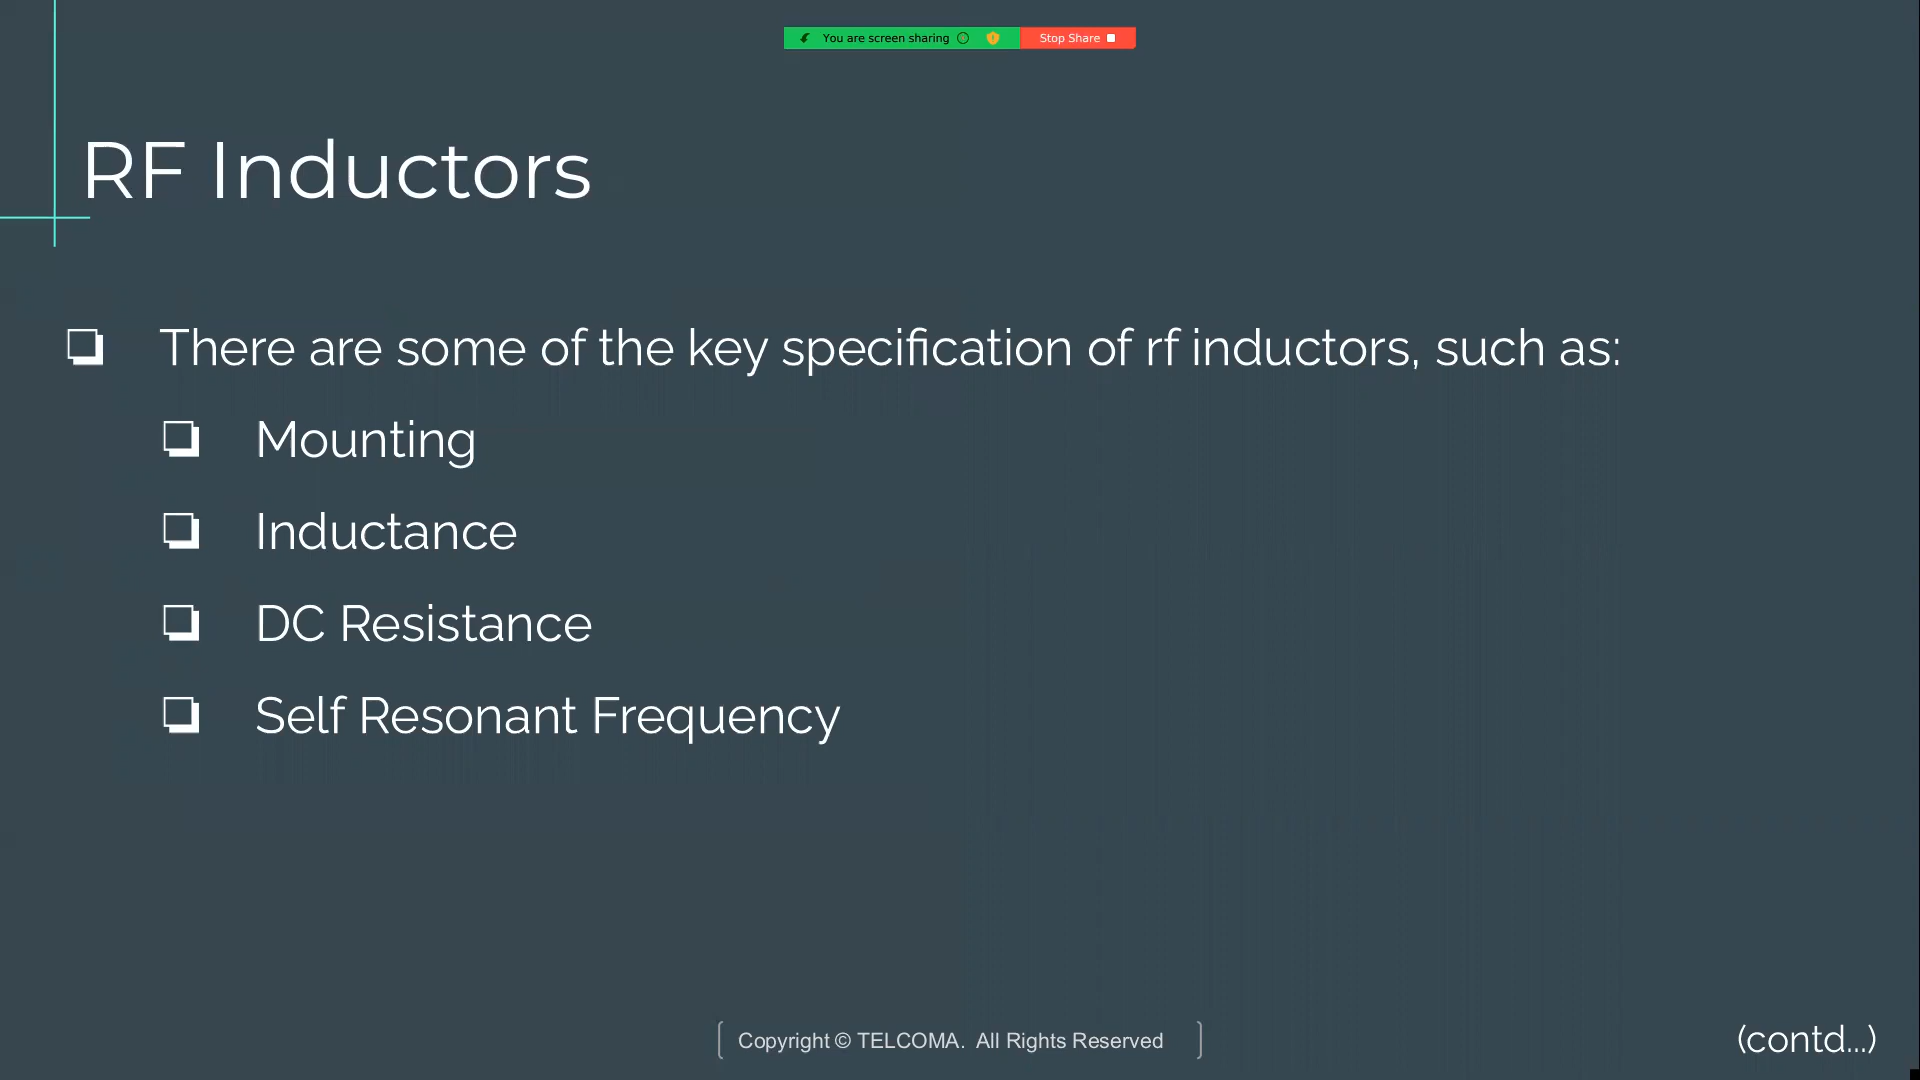 You are screen sharing
Stop Share
RF Inductors
There are some of the key specification of rf inductors, such as:
Mounting
Inductance
DC Resistance
Self Resonant Frequency
Copyright © TELCOMA. All Rights Reserved
(contd...)